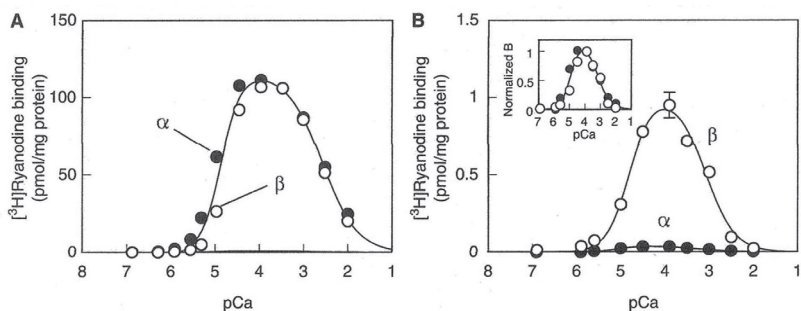 A
[³H]Ryanodine binding
(pmol/mg protein)
150
100
50
0
α
β
8 7 6 5 4 3 2 1
pCa
B
[³H]Ryanodine binding
(pmol/mg protein)
1.5
1
0.5
0
Normalized B
1
0.5
0
7 6 5 4 3 2 1
pCa
β
α
8 7 6 5 4 3 2 1
pCa